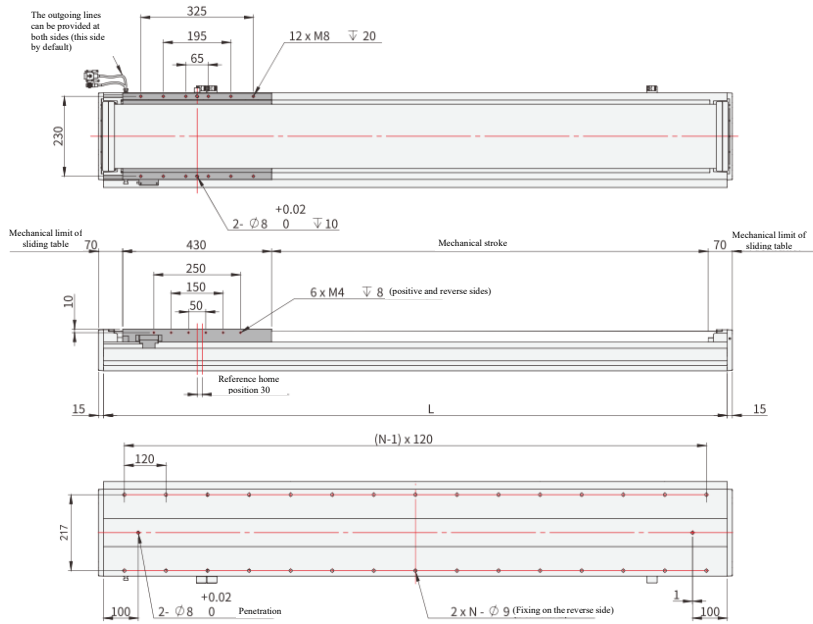 The outgoing lines
can be provided at
both sides (this side
by default)
325
195
65
12 x M8 ↧ 20
230
+0.02
2- ∅8 0 ↧10
Mechanical limit of
sliding table
70
430
Mechanical stroke
70
Mechanical limit of
sliding table
250
150
50
6 x M4 ↧ 8 (positive and reverse sides)
10
Reference home
position 30
15
L
15
(N-1) x 120
120
217
+0.02
100
2- ∅8 0 Penetration
2 x N - ∅ 9 (Fixing on the reverse side)
1
100